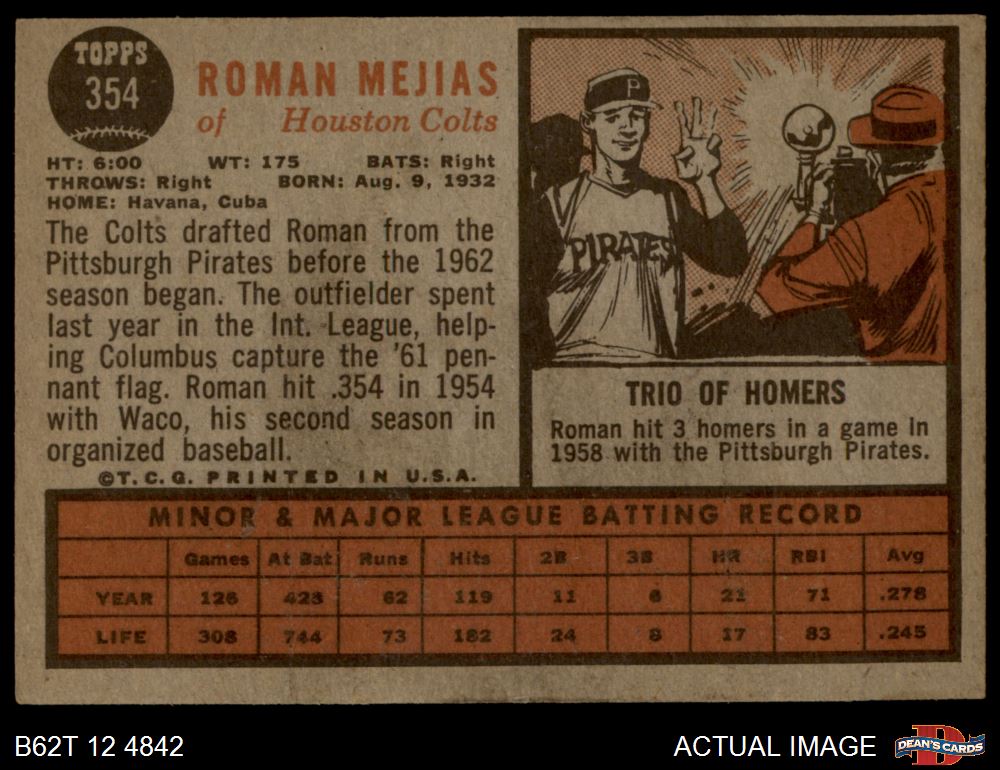 TOPPS
354
ROMAN MEJIAS
of Houston Colts
HT: 6:00 WT: 175 BATS: Right
THROWS: Right BORN: Aug. 9, 1932
HOME: Havana, Cuba
The Colts drafted Roman from the
Pittsburgh Pirates before the 1962
season began. The outfielder spent
last year in the Int. League, help-
ing Columbus capture the '61 pen-
nant flag. Roman hit .354 in 1954
with Waco, his second season in
organized baseball.
©T.C.G. PRINTED IN U.S.A.
P
PIRATES
TRIO OF HOMERS
Roman hit 3 homers in a game in
1958 with the Pittsburgh Pirates.
MINOR & MAJOR LEAGUE BATTING RECORD
Games At Bat Runs Hits 2B 3B HR RBI Avg
YEAR 126 428 62 119 11 6 21 71 .278
LIFE 308 744 73 182 24 8 17 83 .245
B62T 12 4842
ACTUAL IMAGE
D
DEAN'S CARDS